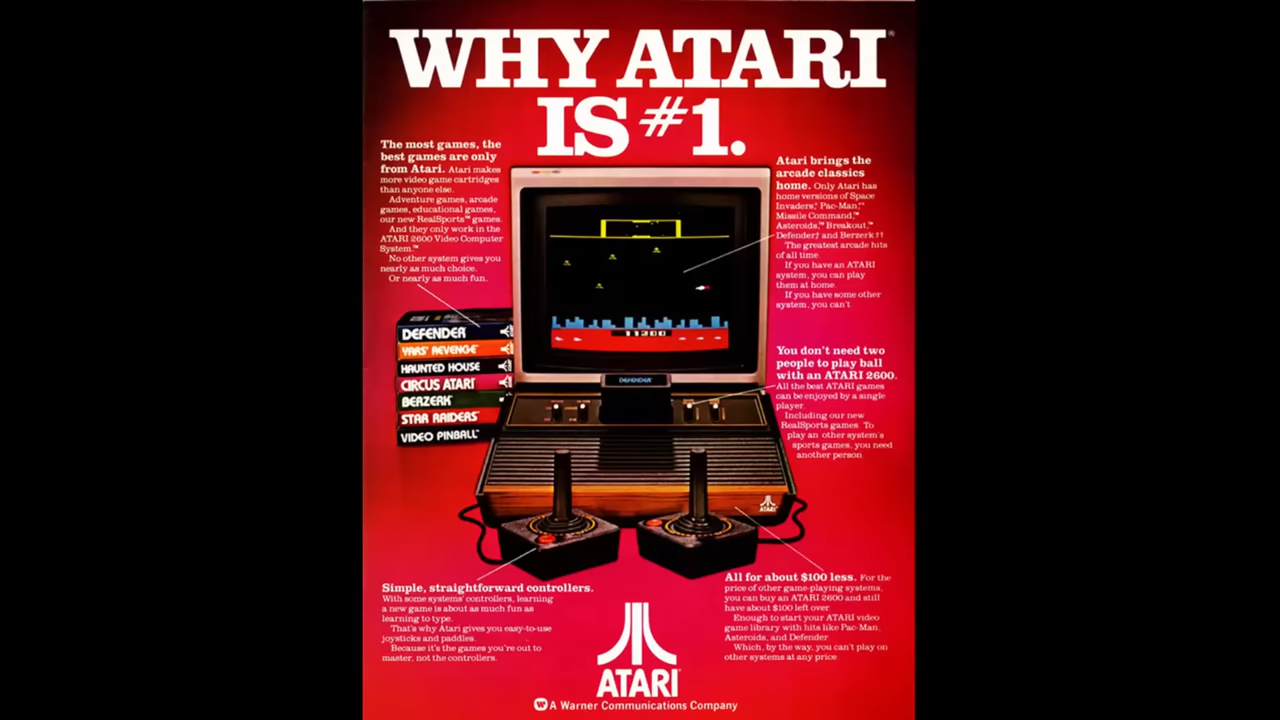 WHY ATARI®
IS #1.
The most games, the
best games are only
from Atari. Atari makes
more video game cartridges
than anyone else.
Adventure games, arcade
games, educational games,
our new RealSports™ games.
And they only work in the
ATARI 2600 Video Computer
System.™
No other system gives you
nearly as much choice.
Or nearly as much fun.
Atari brings the
arcade classics
home. Only Atari has
home versions of Space
Invaders,* Pac-Man,**
Missile Command,™
Asteroids,™ Breakout,™
Defender† and Berzerk.††
The greatest arcade hits
of all time.
If you have an ATARI
system, you can play
them at home.
If you have some other
system, you can't
11200
DEFENDER
DEFENDER
YARS' REVENGE™
HAUNTED HOUSE
CIRCUS ATARI™
BERZERK
STAR RAIDERS™
VIDEO PINBALL™
You don't need two
people to play ball
with an ATARI 2600.
All the best ATARI games
can be enjoyed by a single
player.
Including our new
RealSports games. To
play an other system's
sports games, you need
another person
ATARI
Simple, straightforward controllers.
With some systems' controllers, learning
a new game is about as much fun as
learning to type.
That's why Atari gives you easy-to-use
joysticks and paddles.
Because it's the games you're out to
master, not the controllers.
All for about $100 less. For the
price of other game-playing systems,
you can buy an ATARI 2600 and still
have about $100 left over.
Enough to start your ATARI video
game library with hits like Pac-Man,
Asteroids, and Defender
Which, by the way, you can't play on
other systems at any price
ATARI
A Warner Communications Company